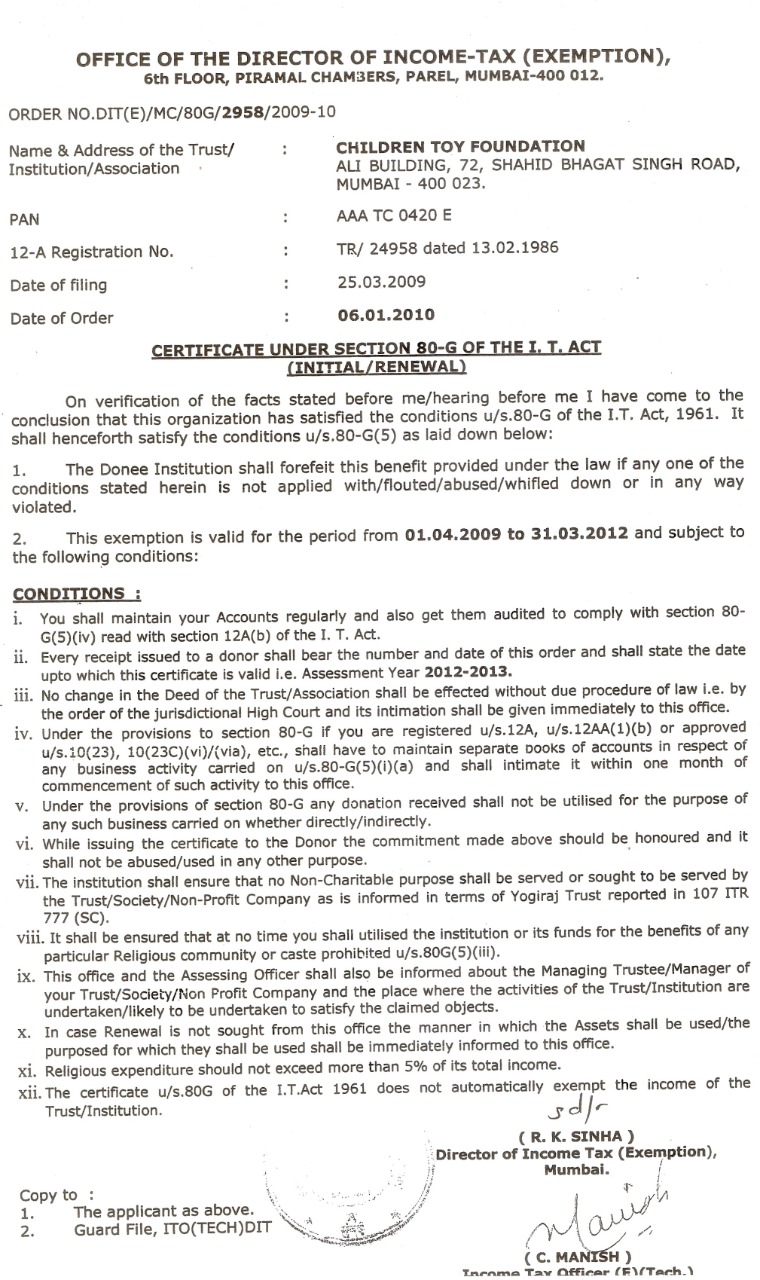 OFFICE OF THE DIRECTOR OF INCOME-TAX (EXEMPTION),
6th FLOOR, PIRAMAL CHAMBERS, PAREL, MUMBAI-400 012.
ORDER NO.DIT(E)/MC/80G/2958/2009-10
Name & Address of the Trust/ : CHILDREN TOY FOUNDATION
Institution/Association ALI BUILDING, 72, SHAHID BHAGAT SINGH ROAD,
MUMBAI - 400 023.
PAN : AAA TC 0420 E
12-A Registration No. : TR/ 24958 dated 13.02.1986
Date of filing : 25.03.2009
Date of Order : 06.01.2010
CERTIFICATE UNDER SECTION 80-G OF THE I. T. ACT
(INITIAL/RENEWAL)
On verification of the facts stated before me/hearing before me I have come to the
conclusion that this organization has satisfied the conditions u/s.80-G of the I.T. Act, 1961. It
shall henceforth satisfy the conditions u/s.80-G(5) as laid down below:
1. The Donee Institution shall forefeit this benefit provided under the law if any one of the
conditions stated herein is not applied with/flouted/abused/whifled down or in any way
violated.
2. This exemption is valid for the period from 01.04.2009 to 31.03.2012 and subject to
the following conditions:
CONDITIONS :
i. You shall maintain your Accounts regularly and also get them audited to comply with section 80-
G(5)(iv) read with section 12A(b) of the I. T. Act.
ii. Every receipt issued to a donor shall bear the number and date of this order and shall state the date
upto which this certificate is valid i.e. Assessment Year 2012-2013.
iii. No change in the Deed of the Trust/Association shall be effected without due procedure of law i.e. by
the order of the jurisdictional High Court and its intimation shall be given immediately to this office.
iv. Under the provisions to section 80-G if you are registered u/s.12A, u/s.12AA(1)(b) or approved
u/s.10(23), 10(23C)(vi)/(via), etc., shall have to maintain separate books of accounts in respect of
any business activity carried on u/s.80-G(5)(i)(a) and shall intimate it within one month of
commencement of such activity to this office.
v. Under the provisions of section 80-G any donation received shall not be utilised for the purpose of
any such business carried on whether directly/indirectly.
vi. While issuing the certificate to the Donor the commitment made above should be honoured and it
shall not be abused/used in any other purpose.
vii. The institution shall ensure that no Non-Charitable purpose shall be served or sought to be served by
the Trust/Society/Non-Profit Company as is informed in terms of Yogiraj Trust reported in 107 ITR
777 (SC).
viii. It shall be ensured that at no time you shall utilised the institution or its funds for the benefits of any
particular Religious community or caste prohibited u/s.80G(5)(iii).
ix. This office and the Assessing Officer shall also be informed about the Managing Trustee/Manager of
your Trust/Society/Non Profit Company and the place where the activities of the Trust/Institution are
undertaken/likely to be undertaken to satisfy the claimed objects.
x. In case Renewal is not sought from this office the manner in which the Assets shall be used/the
purposed for which they shall be used shall be immediately informed to this office.
xi. Religious expenditure should not exceed more than 5% of its total income.
xii. The certificate u/s.80G of the I.T.Act 1961 does not automatically exempt the income of the
Trust/Institution.
sd/-
( R. K. SINHA )
Director of Income Tax (Exemption),
Mumbai.
Copy to :
1. The applicant as above.
2. Guard File, ITO(TECH)DIT
Manish
( C. MANISH )
Income Tax Officer (E)(Tech.)